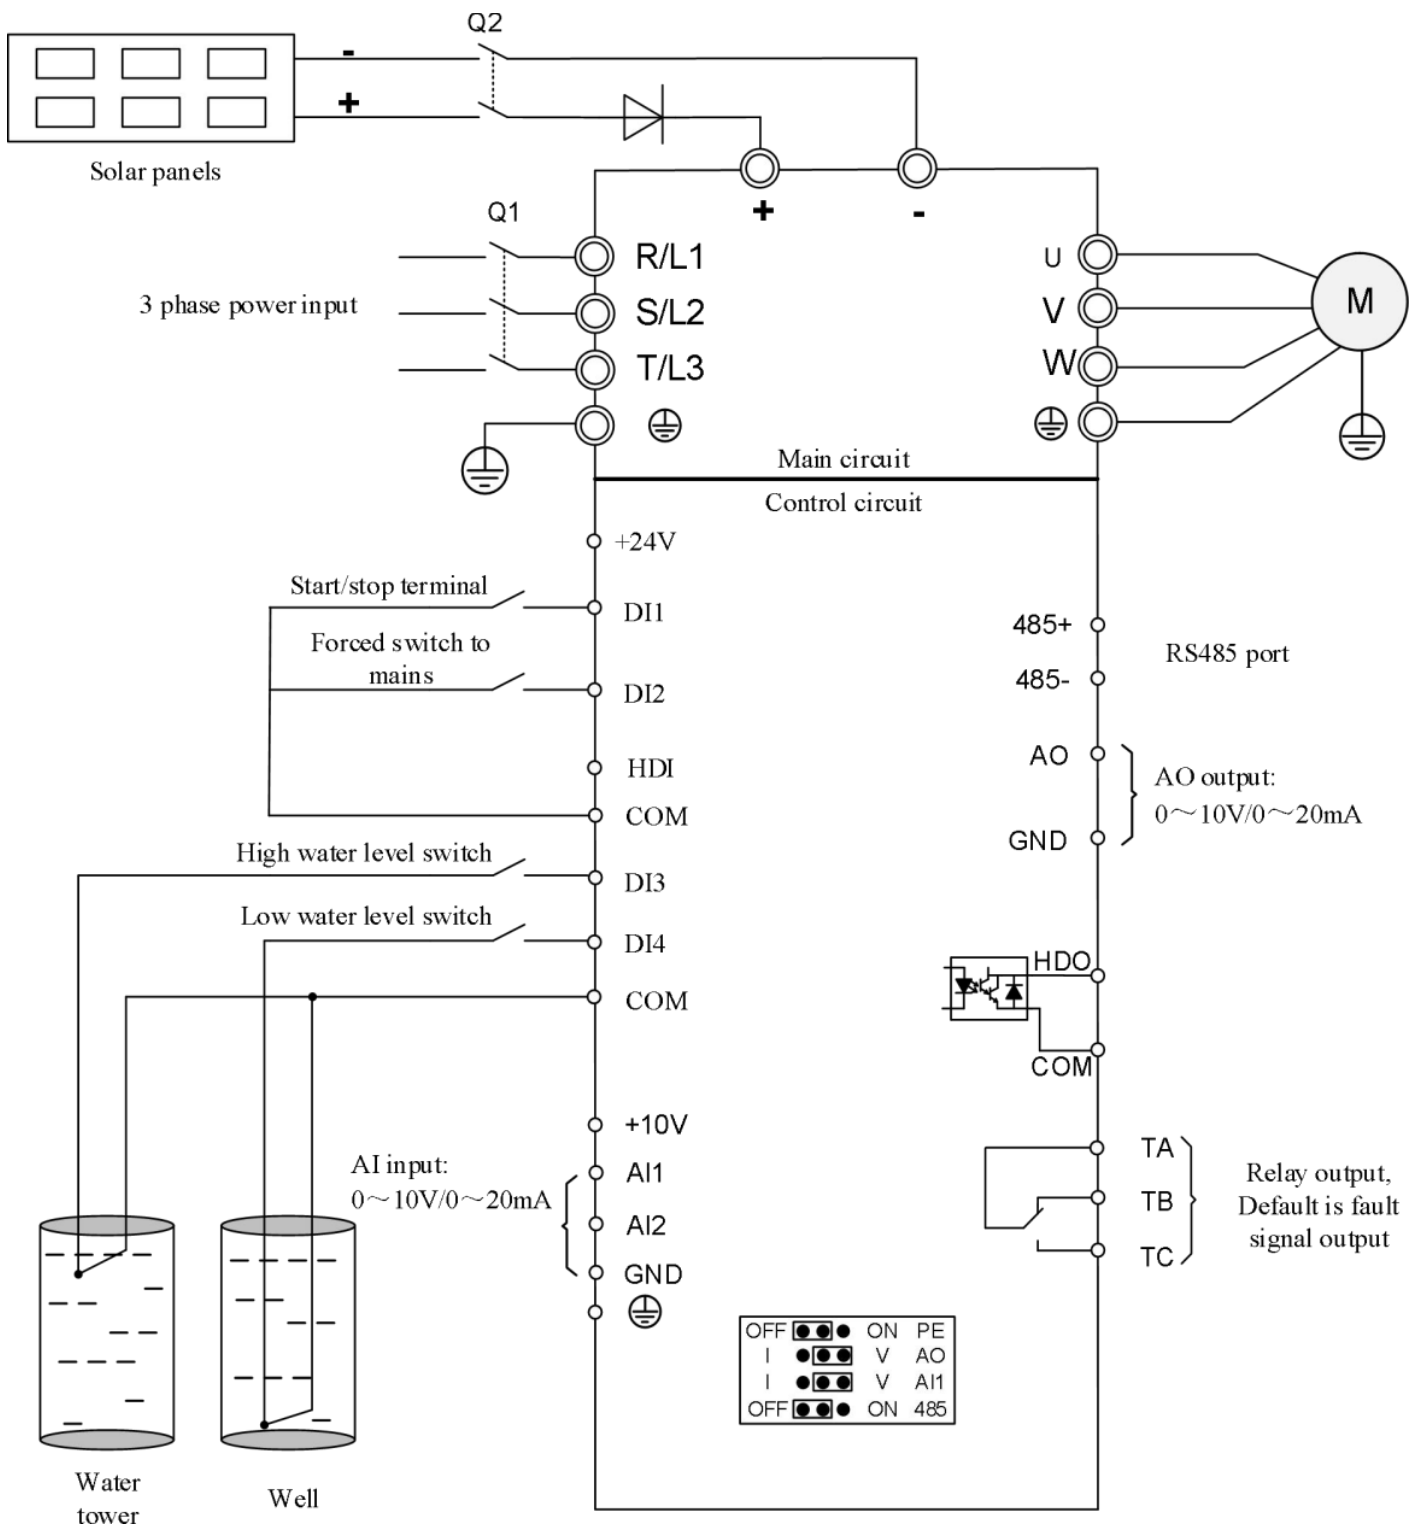 Q2
-
+
Solar panels
+
-
Q1
R/L1
U
3 phase power input
S/L2
V
M
T/L3
W
Main circuit
Control circuit
+24V
Start/stop terminal
DI1
Forced switch to
mains
DI2
485+
RS485 port
485-
HDI
AO
AO output:
0～10V/0～20mA
COM
GND
High water level switch
DI3
Low water level switch
DI4
COM
HDO
COM
+10V
AI input:
0～10V/0～20mA
AI1
AI2
GND
TA
TB
TC
Relay output,
Default is fault
signal output
OFF ON PE
I V AO
I V AI1
OFF ON 485
Water
tower
Well